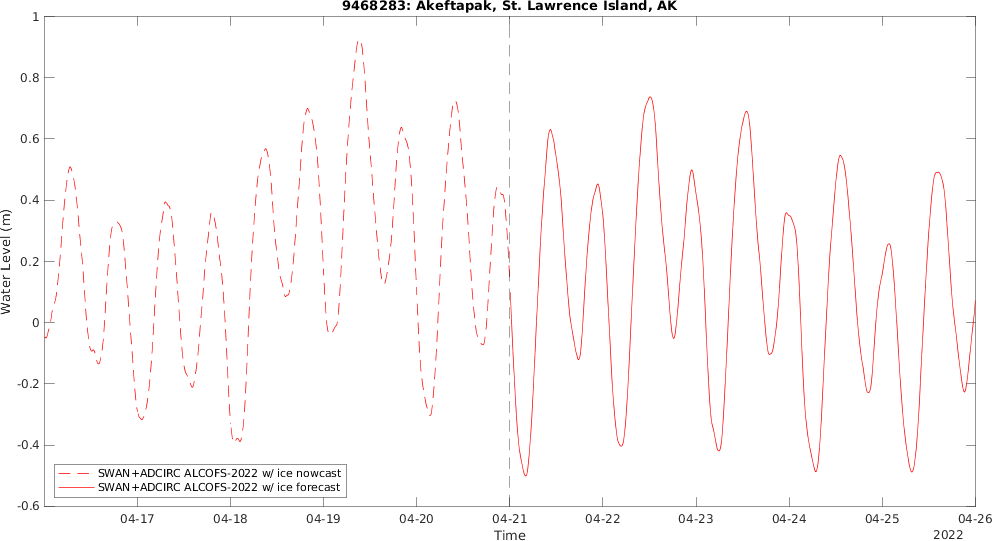 9468283: Akeftapak, St. Lawrence Island, AK
1
0.8
0.6
0.4
0.2
0
-0.2
-0.4
-0.6
Water Level (m)
SWAN+ADCIRC ALCOFS-2022 w/ ice nowcast
SWAN+ADCIRC ALCOFS-2022 w/ ice forecast
04-17 04-18 04-19 04-20 04-21 04-22 04-23 04-24 04-25 04-26
Time
2022